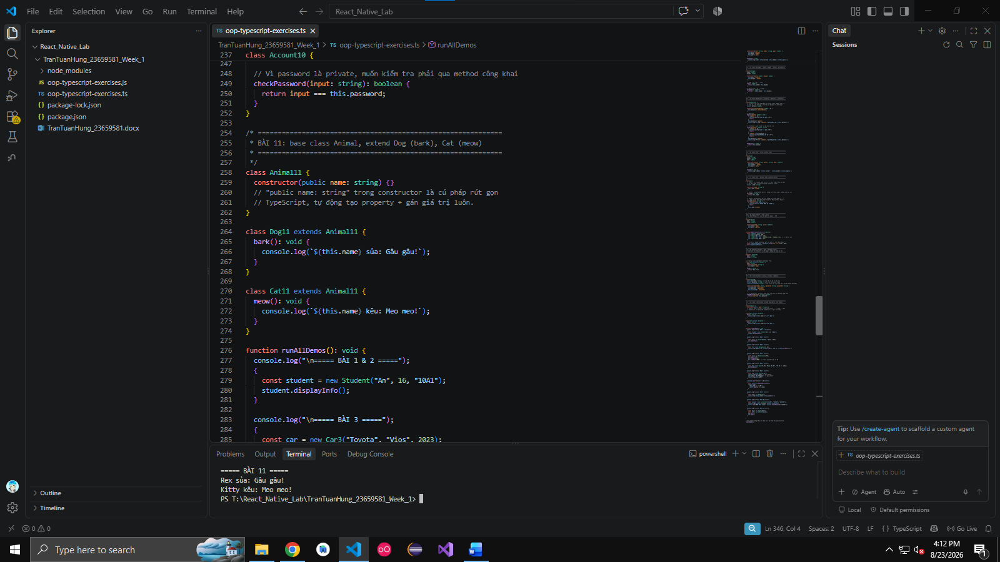 File Edit Selection View Go Run Terminal Help
React_Native_Lab
Explorer
React_Native_Lab
TranTuanHung_23659581_Week_1
node_modules
JS oop-typescript-exercises.js
TS oop-typescript-exercises.ts
{} package-lock.json
{} package.json
TranTuanHung_23659581.docx
Outline
Timeline
TS oop-typescript-exercises.ts
TranTuanHung_23659581_Week_1 > TS oop-typescript-exercises.ts > runAllDemos
237 class Account10 {
247
248 // Vì password là private, muốn kiểm tra phải qua method công khai
249 checkPassword(input: string): boolean {
250 return input === this.password;
251 }
252 }
253
254 /* ============================================================
255 * BÀI 11: base class Animal, extend Dog (bark), Cat (meow)
256 * ============================================================
257 */
258 class Animal11 {
259 constructor(public name: string) {}
260 // "public name: string" trong constructor là cú pháp rút gọn
261 // TypeScript, tự động tạo property + gán giá trị luôn.
262 }
263
264 class Dog11 extends Animal11 {
265 bark(): void {
266 console.log(`${this.name} sủa: Gâu gâu!`);
267 }
268 }
269
270 class Cat11 extends Animal11 {
271 meow(): void {
272 console.log(`${this.name} kêu: Meo meo!`);
273 }
274 }
275
276 function runAllDemos(): void {
277 console.log("\n===== BÀI 1 & 2 =====");
278 {
279 const student = new Student("An", 16, "10A1");
280 student.displayInfo();
281 }
282
283 console.log("\n===== BÀI 3 =====");
284 {
285 const car = new Car3("Toyota", "Vios", 2023);
Problems Output Terminal Ports Debug Console
powershell
===== BÀI 11 =====
Rex sủa: Gâu gâu!
Kitty kêu: Meo meo!
PS T:\React_Native_Lab\TranTuanHung_23659581_Week_1>
Chat
Sessions
Tip: Use /create-agent to scaffold a custom agent
for your workflow.
TS oop-typescript-exercises.ts
Describe what to build
Agent Auto
Local Default permissions
0 0
Ln 346, Col 4 Spaces: 2 UTF-8 LF {} TypeScript Go Live
Type here to search
4:12 PM
8/23/2026
1